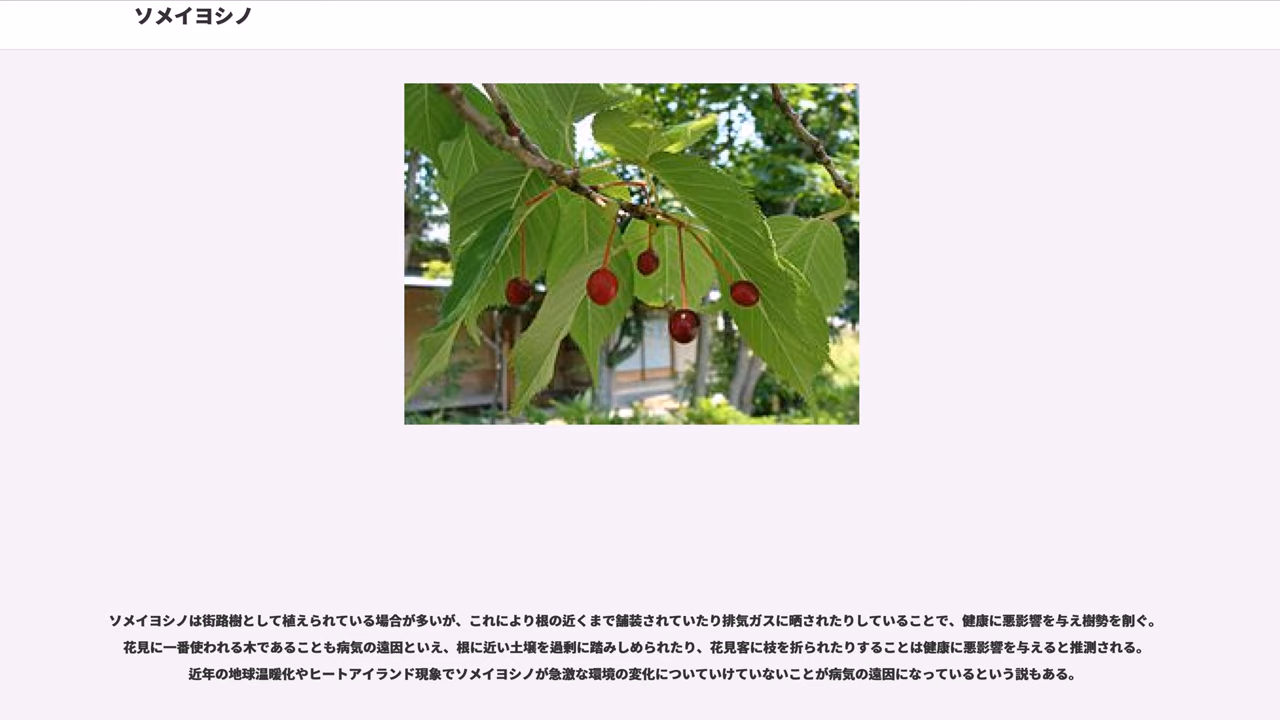 ソメイヨシノ
ソメイヨシノは街路樹として植えられている場合が多いが、これにより根の近くまで舗装されていたり排気ガスに晒されたりしていることで、健康に悪影響を与え樹勢を削ぐ。
花見に一番使われる木であることも病気の遠因といえ、根に近い土壌を過剰に踏みしめられたり、花見客に枝を折られたりすることは健康に悪影響を与えると推測される。
近年の地球温暖化やヒートアイランド現象でソメイヨシノが急激な環境の変化についていけていないことが病気の遠因になっているという説もある。